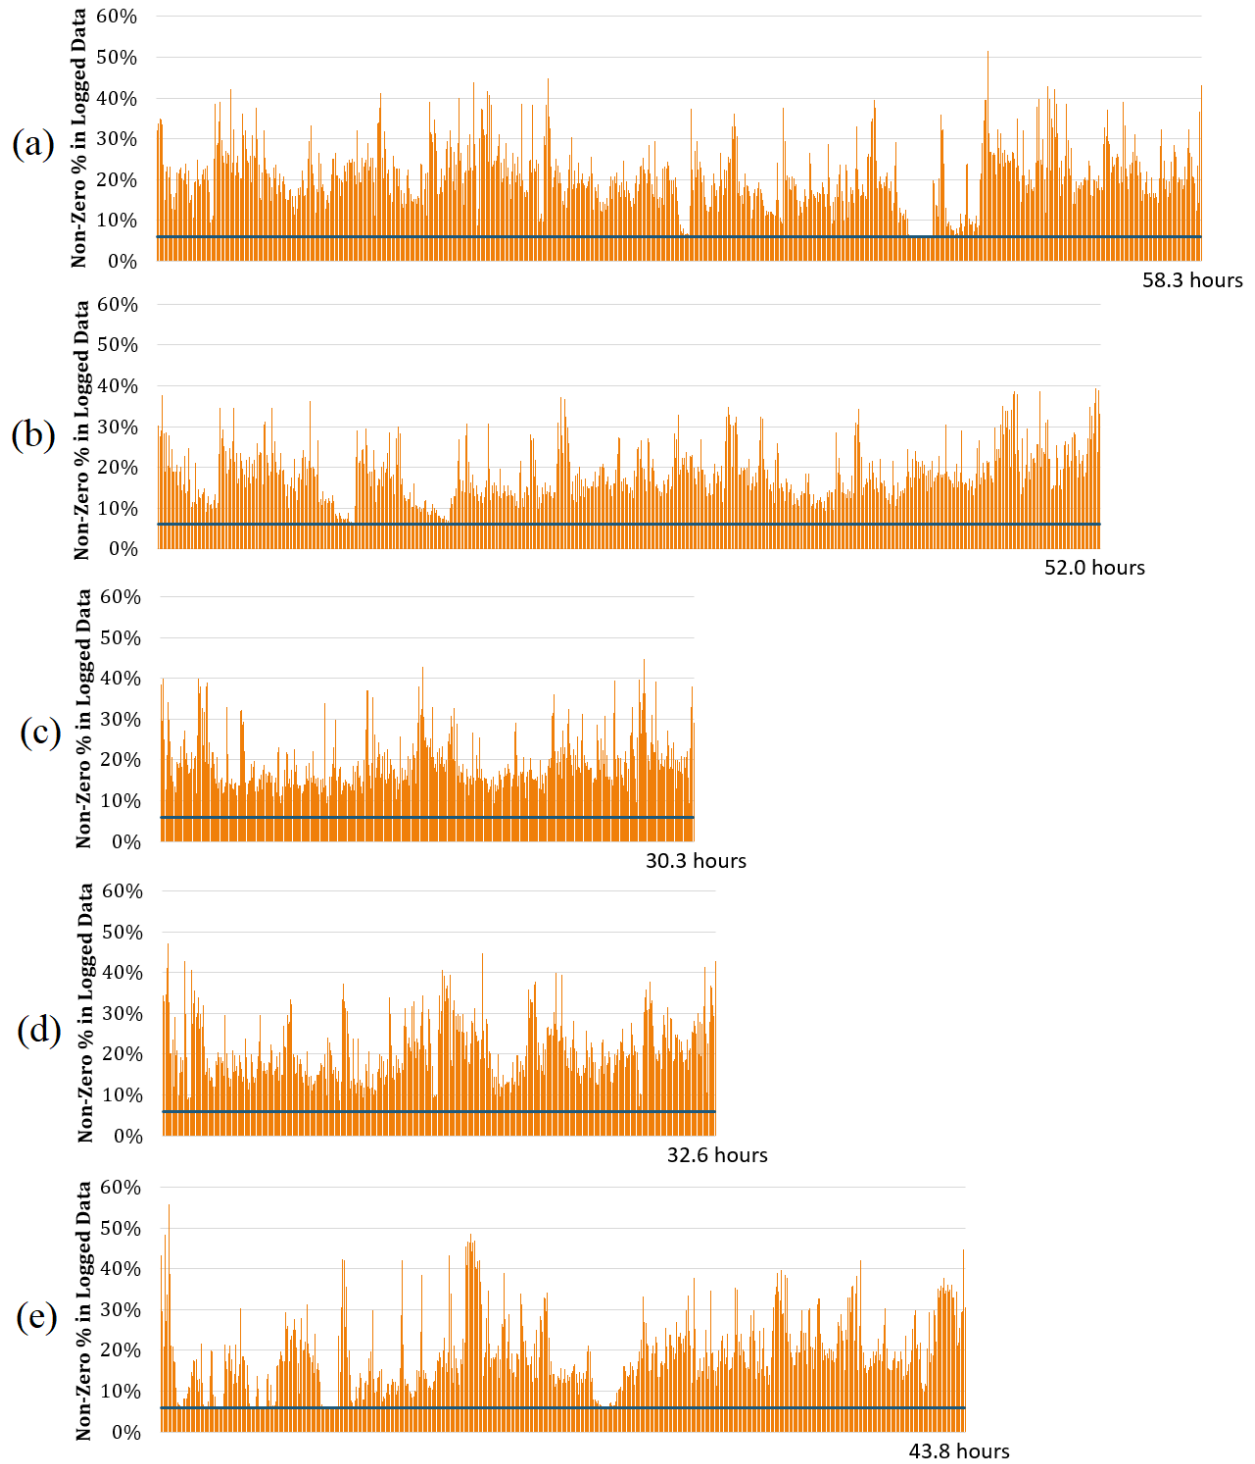 (a)
Non-Zero % in Logged Data
60%
50%
40%
30%
20%
10%
0%
58.3 hours
(b)
Non-Zero % in Logged Data
60%
50%
40%
30%
20%
10%
0%
52.0 hours
(c)
Non-Zero % in Logged Data
60%
50%
40%
30%
20%
10%
0%
30.3 hours
(d)
Non-Zero % in Logged Data
60%
50%
40%
30%
20%
10%
0%
32.6 hours
(e)
Non-Zero % in Logged Data
60%
50%
40%
30%
20%
10%
0%
43.8 hours